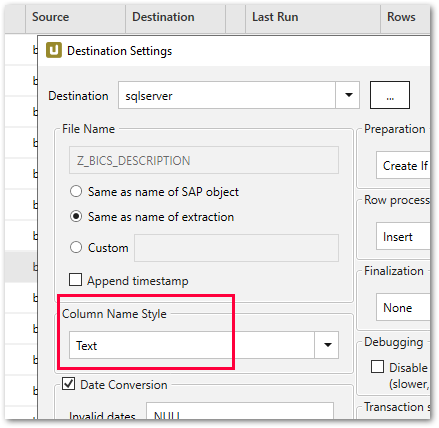 Source Destination Last Run Rows
Destination Settings
Destination sqlserver ...
File Name
Z_BICS_DESCRIPTION
Same as name of SAP object
Same as name of extraction
Custom
Append timestamp
Column Name Style
Text
Date Conversion
Invalid dates NULL
Preparation
Create If
Row process
Insert
Finalization
None
Debugging
Disable
(slower,
Transaction s